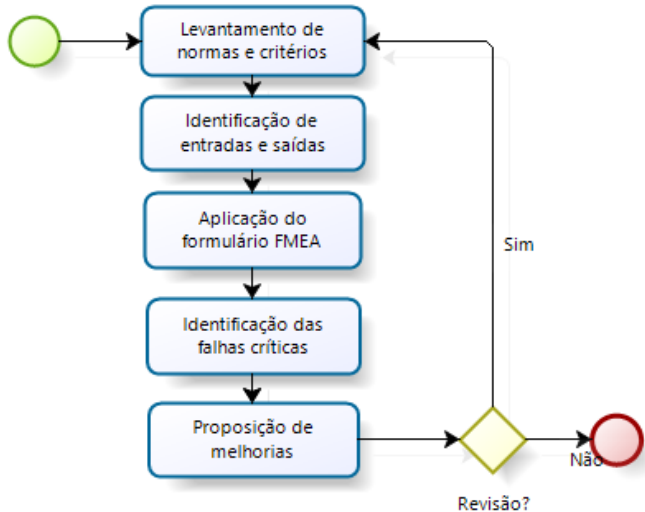 Levantamento de
normas e critérios
Identificação de
entradas e saídas
Aplicação do
formulário FMEA
Sim
Identificação das
falhas críticas
Proposição de
melhorias
Não
Revisão?